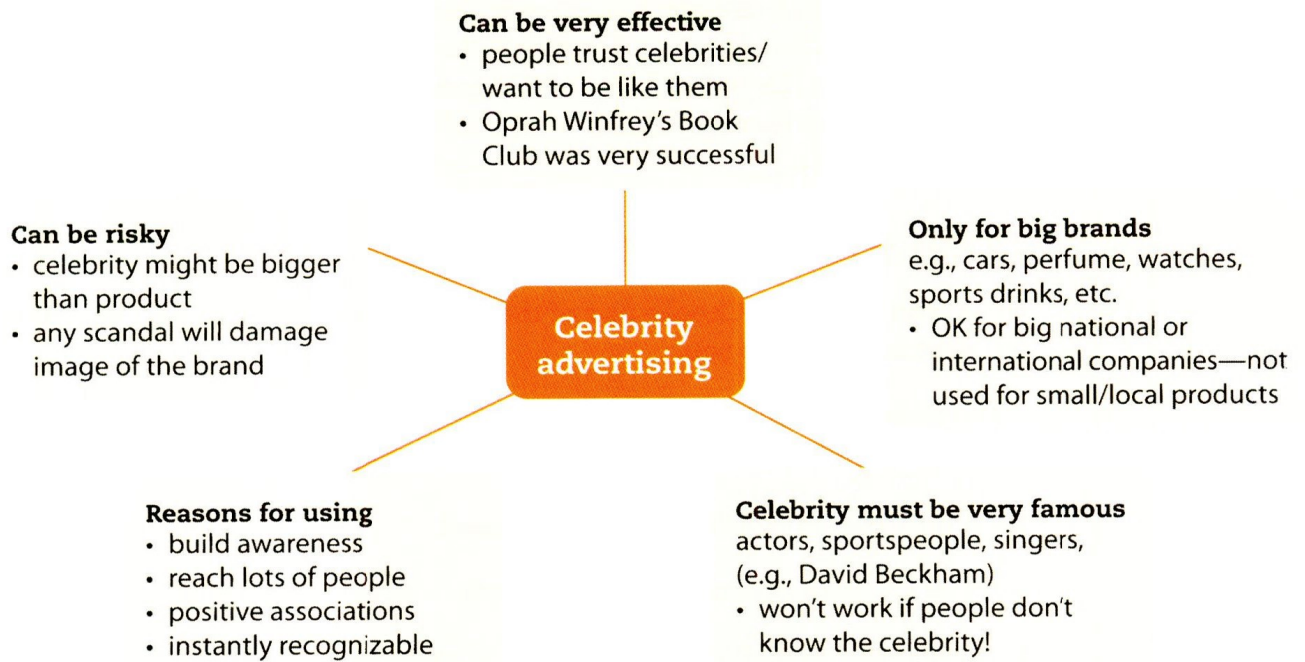 Can be very effective
• people trust celebrities/
want to be like them
• Oprah Winfrey's Book
Club was very successful
Can be risky
• celebrity might be bigger
than product
• any scandal will damage
image of the brand
Only for big brands
e.g., cars, perfume, watches,
sports drinks, etc.
• OK for big national or
international companies—not
used for small/local products
Celebrity
advertising
Reasons for using
• build awareness
• reach lots of people
• positive associations
• instantly recognizable
Celebrity must be very famous
actors, sportspeople, singers,
(e.g., David Beckham)
• won't work if people don't
know the celebrity!